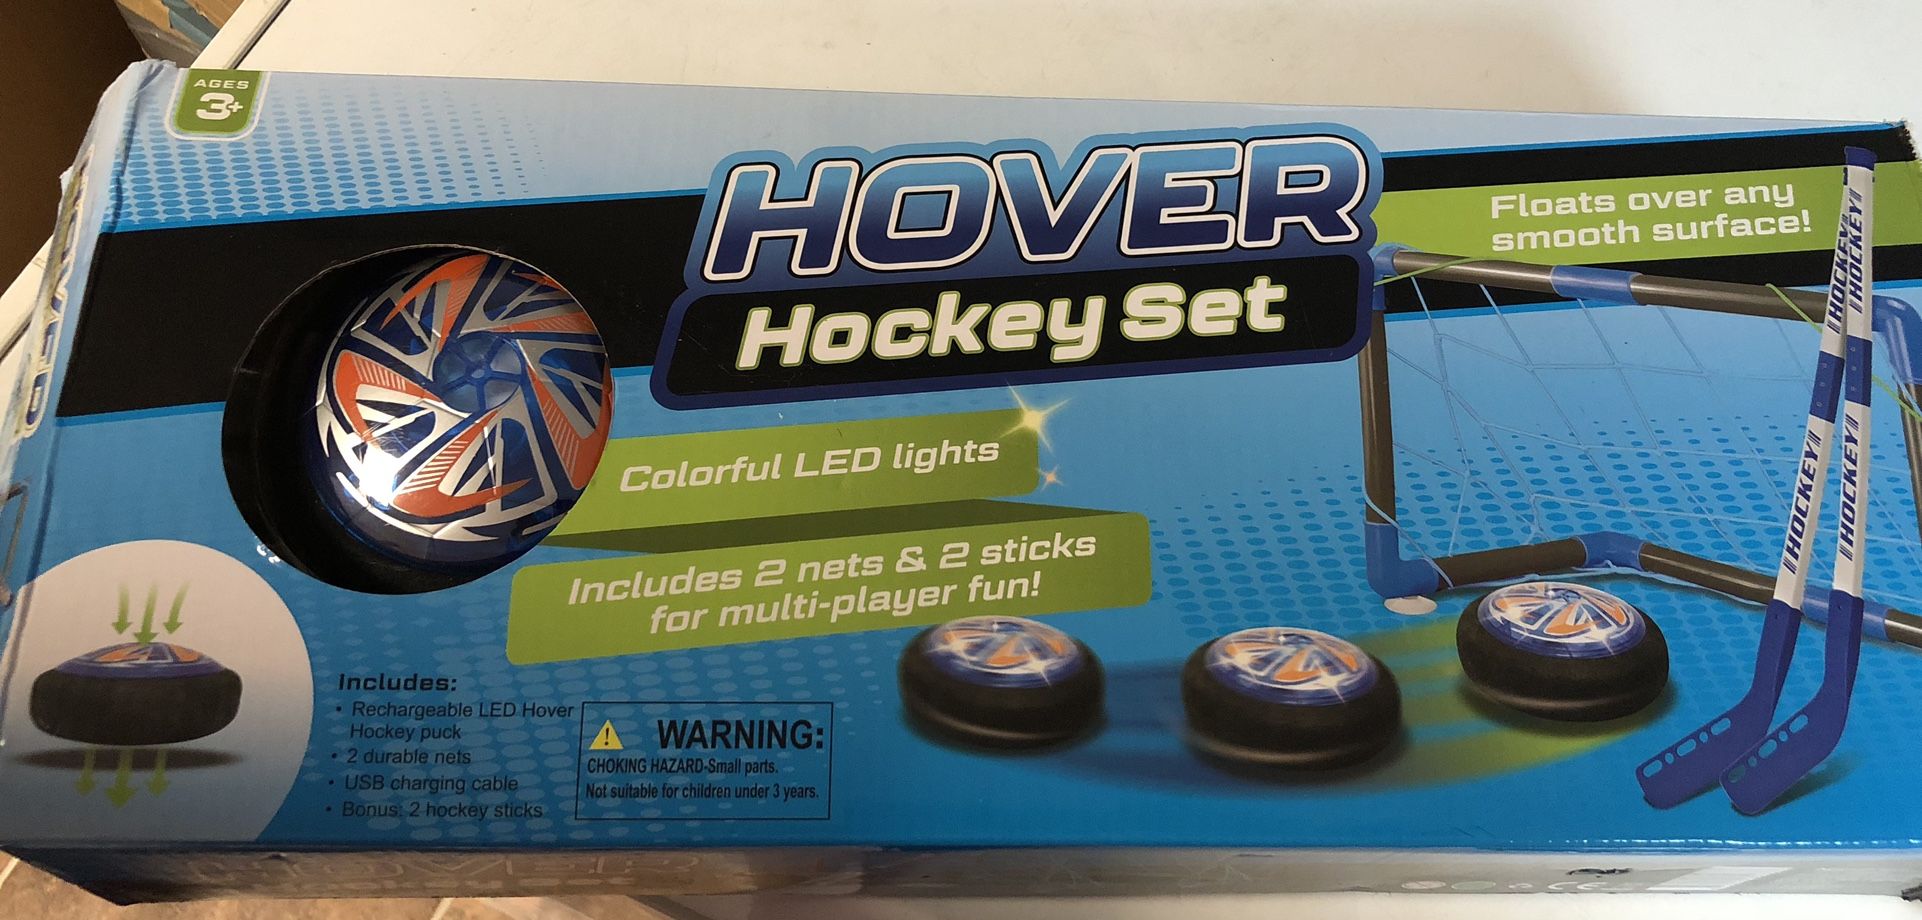 AGES
3+
HOVER
Hockey Set
Floats over any
smooth surface!
Colorful LED lights
Includes 2 nets & 2 sticks
for multi-player fun!
Includes:
• Rechargeable LED Hover
Hockey puck
• 2 durable nets
• USB charging cable
• Bonus: 2 hockey sticks
WARNING:
CHOKING HAZARD-Small parts.
Not suitable for children under 3 years.
HOCKEY
HOCKEY
HOCKEY
HOCKEY